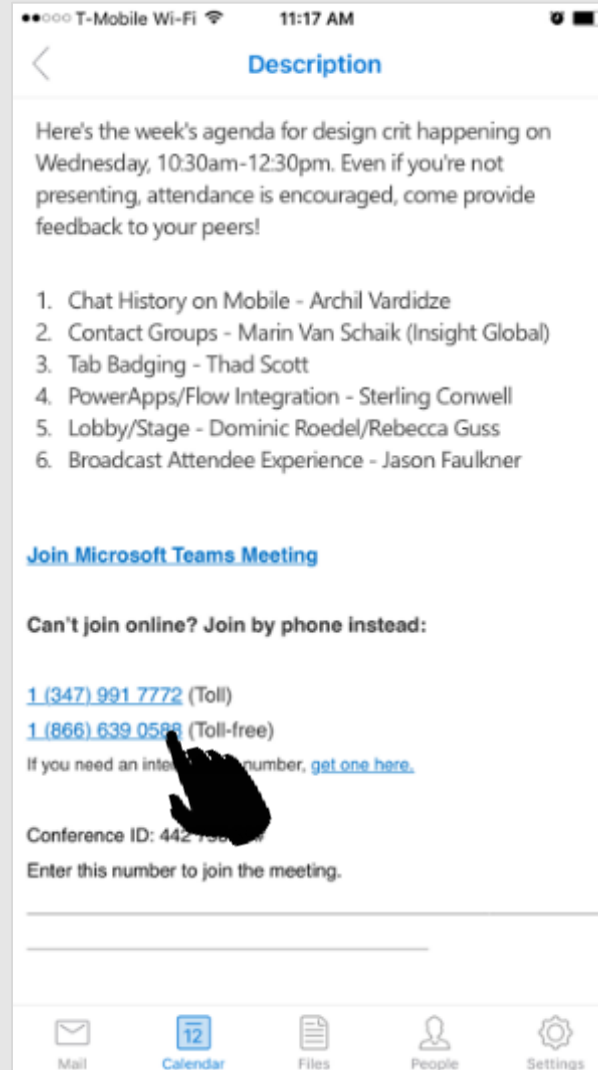 T-Mobile Wi-Fi 11:17 AM
Description
Here's the week's agenda for design crit happening on
Wednesday, 10:30am-12:30pm. Even if you're not
presenting, attendance is encouraged, come provide
feedback to your peers!
1. Chat History on Mobile - Archil Vardidze
2. Contact Groups - Marin Van Schaik (Insight Global)
3. Tab Badging - Thad Scott
4. PowerApps/Flow Integration - Sterling Conwell
5. Lobby/Stage - Dominic Roedel/Rebecca Guss
6. Broadcast Attendee Experience - Jason Faulkner
Join Microsoft Teams Meeting
Can't join online? Join by phone instead:
1 (347) 991 7772 (Toll)
1 (866) 639 0588 (Toll-free)
If you need an number, get one here.
Conference ID: 442
Enter this number to join the meeting.
12
Mail Calendar Files People Settings